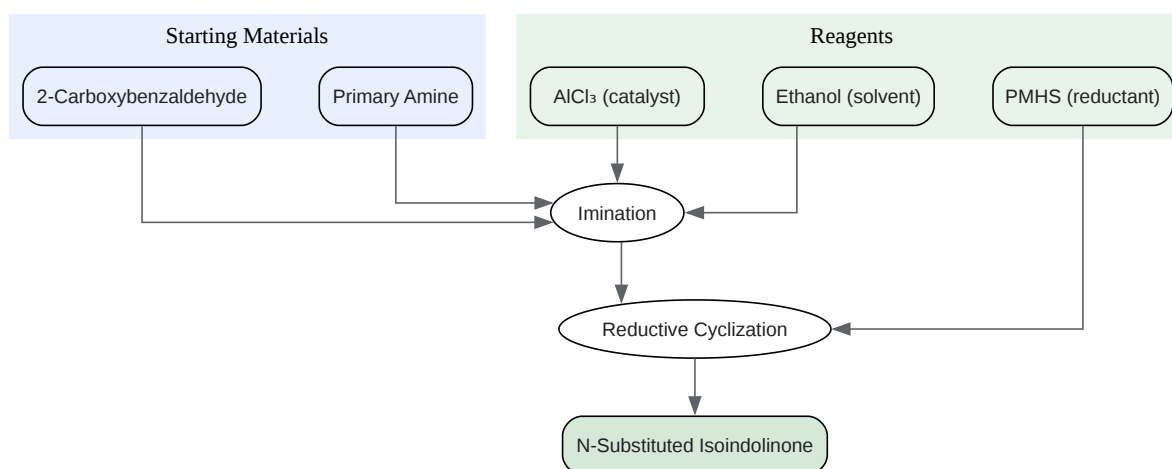 Starting Materials
Reagents
2-Carboxybenzaldehyde
Primary Amine
AlCl₃ (catalyst)
Ethanol (solvent)
PMHS (reductant)
Imination
Reductive Cyclization
N-Substituted Isoindolinone